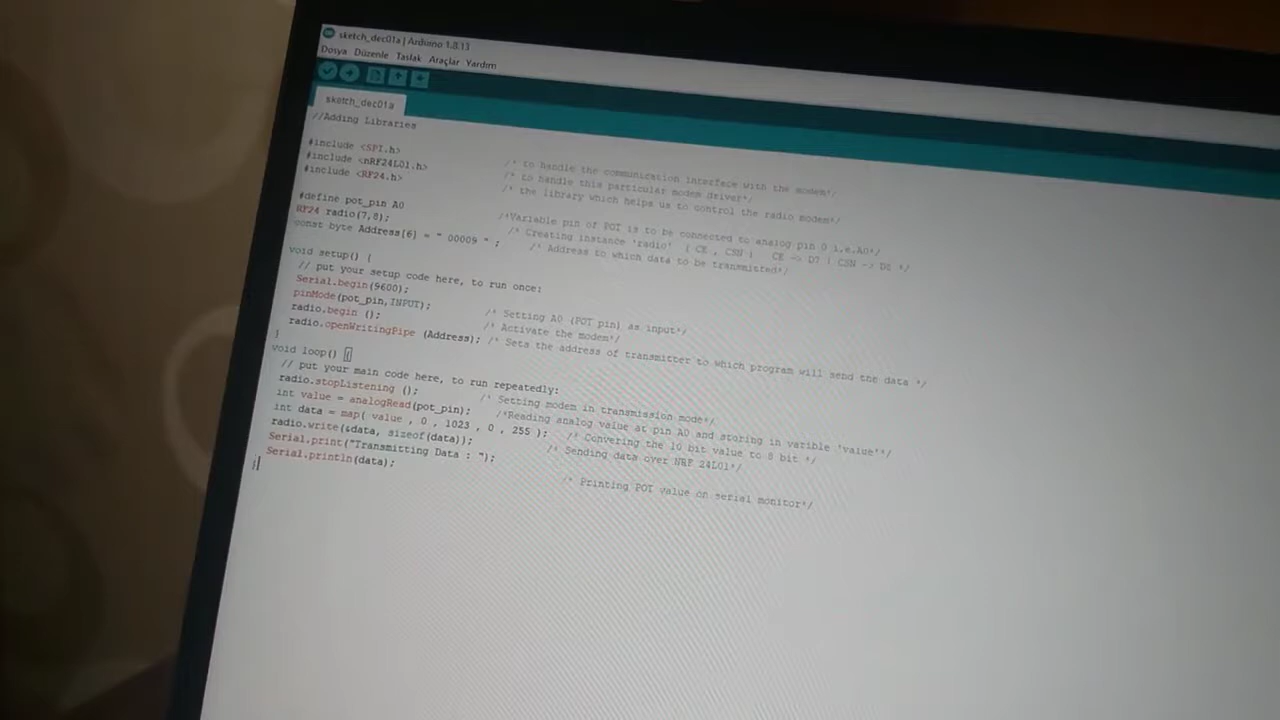 sketch_dec01a | Arduino 1.8.13
Dosya Düzenle Taslak Araçlar Yardım
sketch_dec01a
//Adding Libraries
#include <SPI.h> /* to handle the communication interface with the modem*/
#include <nRF24L01.h> /* to handle this particular modem driver*/
#include <RF24.h> /* the library which helps us to control the radio modem*/
#define pot_pin A0 /*Variable pin of POT is to be connected to analog pin 0 i.e.A0*/
RF24 radio(7,8); /* Creating instance 'radio' ( CE , CSN ) CE -> D7 | CSN -> D8 */
const byte Address[6] = " 00009 " ; /* Address to which data to be transmitted*/
void setup() {
// put your setup code here, to run once:
Serial.begin(9600);
pinMode(pot_pin,INPUT); /* Setting A0 (POT pin) as input*/
radio.begin (); /* Activate the modem*/
radio.openWritingPipe (Address); /* Sets the address of transmitter to which program will send the data */
}
void loop() {
// put your main code here, to run repeatedly:
radio.stopListening (); /* Setting modem in transmission mode*/
int value = analogRead(pot_pin); /*Reading analog value at pin A0 and storing in varible 'value'*/
int data = map( value , 0 , 1023 , 0 , 255 ); /* Convering the 10 bit value to 8 bit */
radio.write(&data, sizeof(data)); /* Sending data over NRF 24L01*/
Serial.print("Transmitting Data : ");
Serial.println(data); /* Printing POT value on serial monitor*/
}